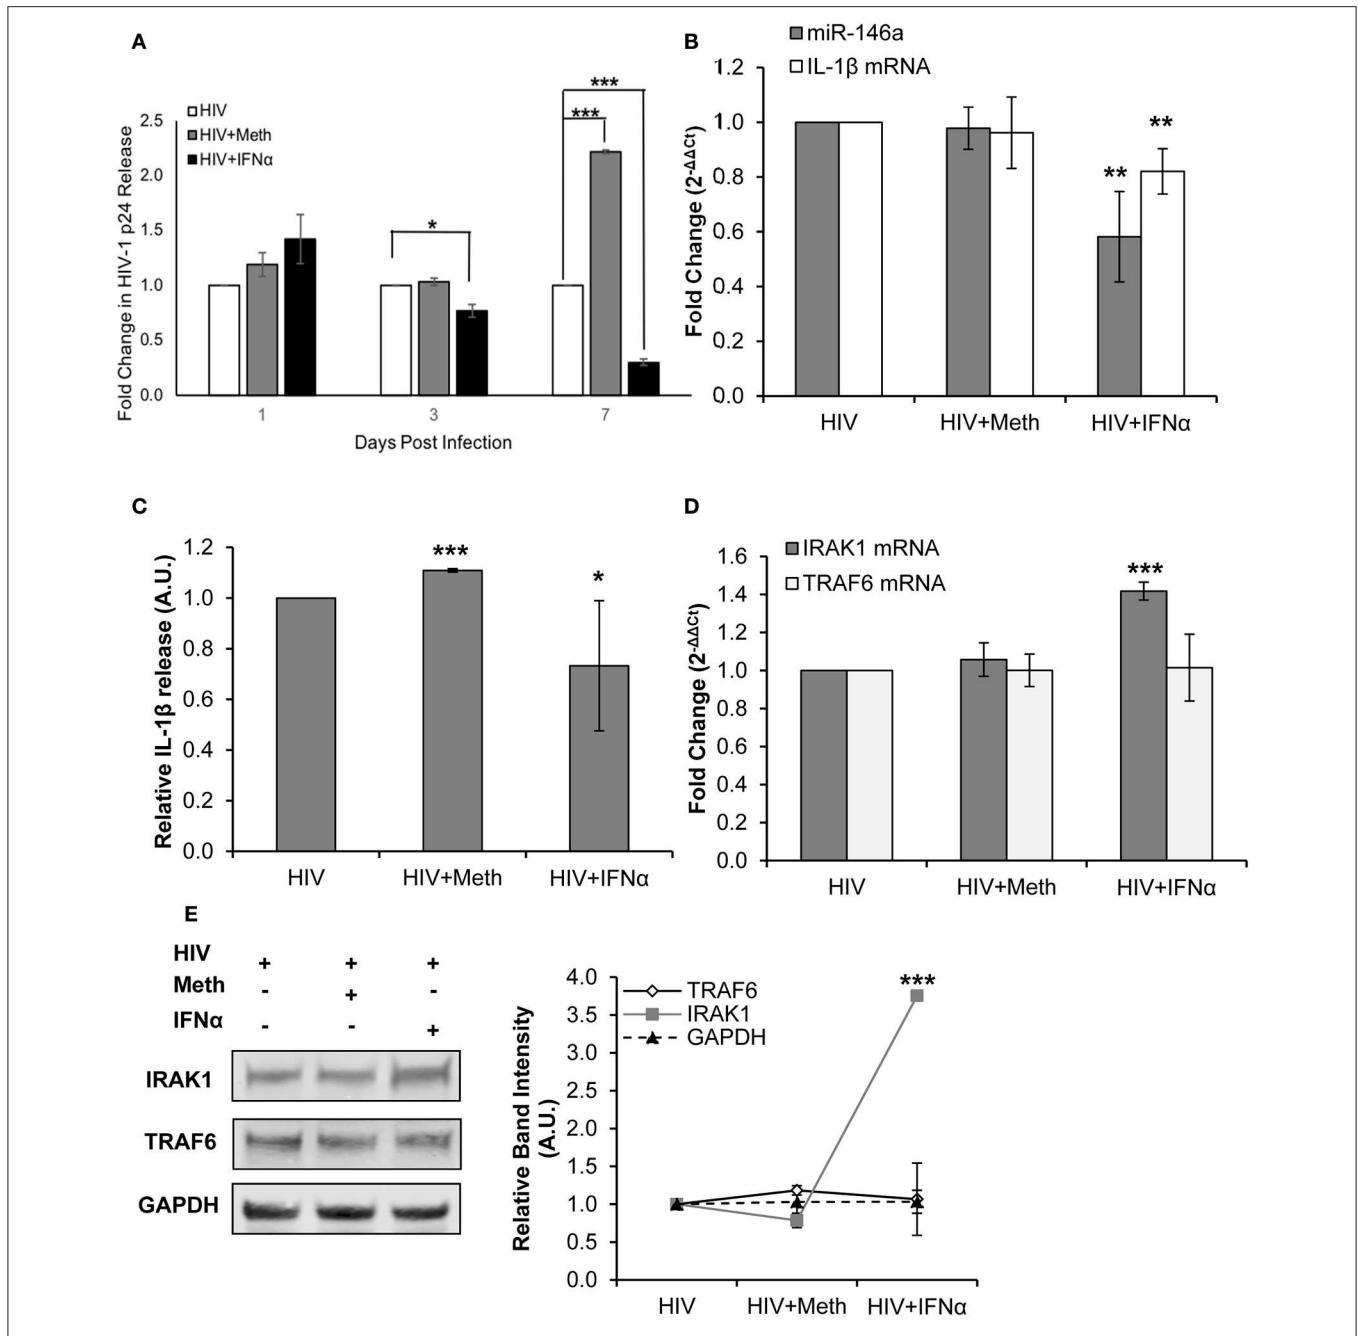 A
HIV
HIV+Meth
HIV+IFNα
Fold Change in HIV-1 p24 Release
2.5
2.0
1.5
1.0
0.5
0.0
***
***
*
1
3
7
Days Post Infection
B
miR-146a
IL-1β mRNA
Fold Change (2-ΔΔCt)
1.2
1.0
0.8
0.6
0.4
0.2
0.0
**
**
HIV
HIV+Meth
HIV+IFNα
C
Relative IL-1β release (A.U.)
1.2
1.0
0.8
0.6
0.4
0.2
0.0
***
*
HIV
HIV+Meth
HIV+IFNα
D
IRAK1 mRNA
TRAF6 mRNA
Fold Change (2-ΔΔCt)
1.6
1.4
1.2
1.0
0.8
0.6
0.4
0.2
0.0
***
HIV
HIV+Meth
HIV+IFNα
E
HIV + + +
Meth - + -
IFNα - - +
IRAK1
TRAF6
GAPDH
TRAF6
IRAK1
GAPDH
Relative Band Intensity
(A.U.)
4.0
3.5
3.0
2.5
2.0
1.5
1.0
0.5
0.0
***
HIV
HIV+Meth
HIV+IFNα